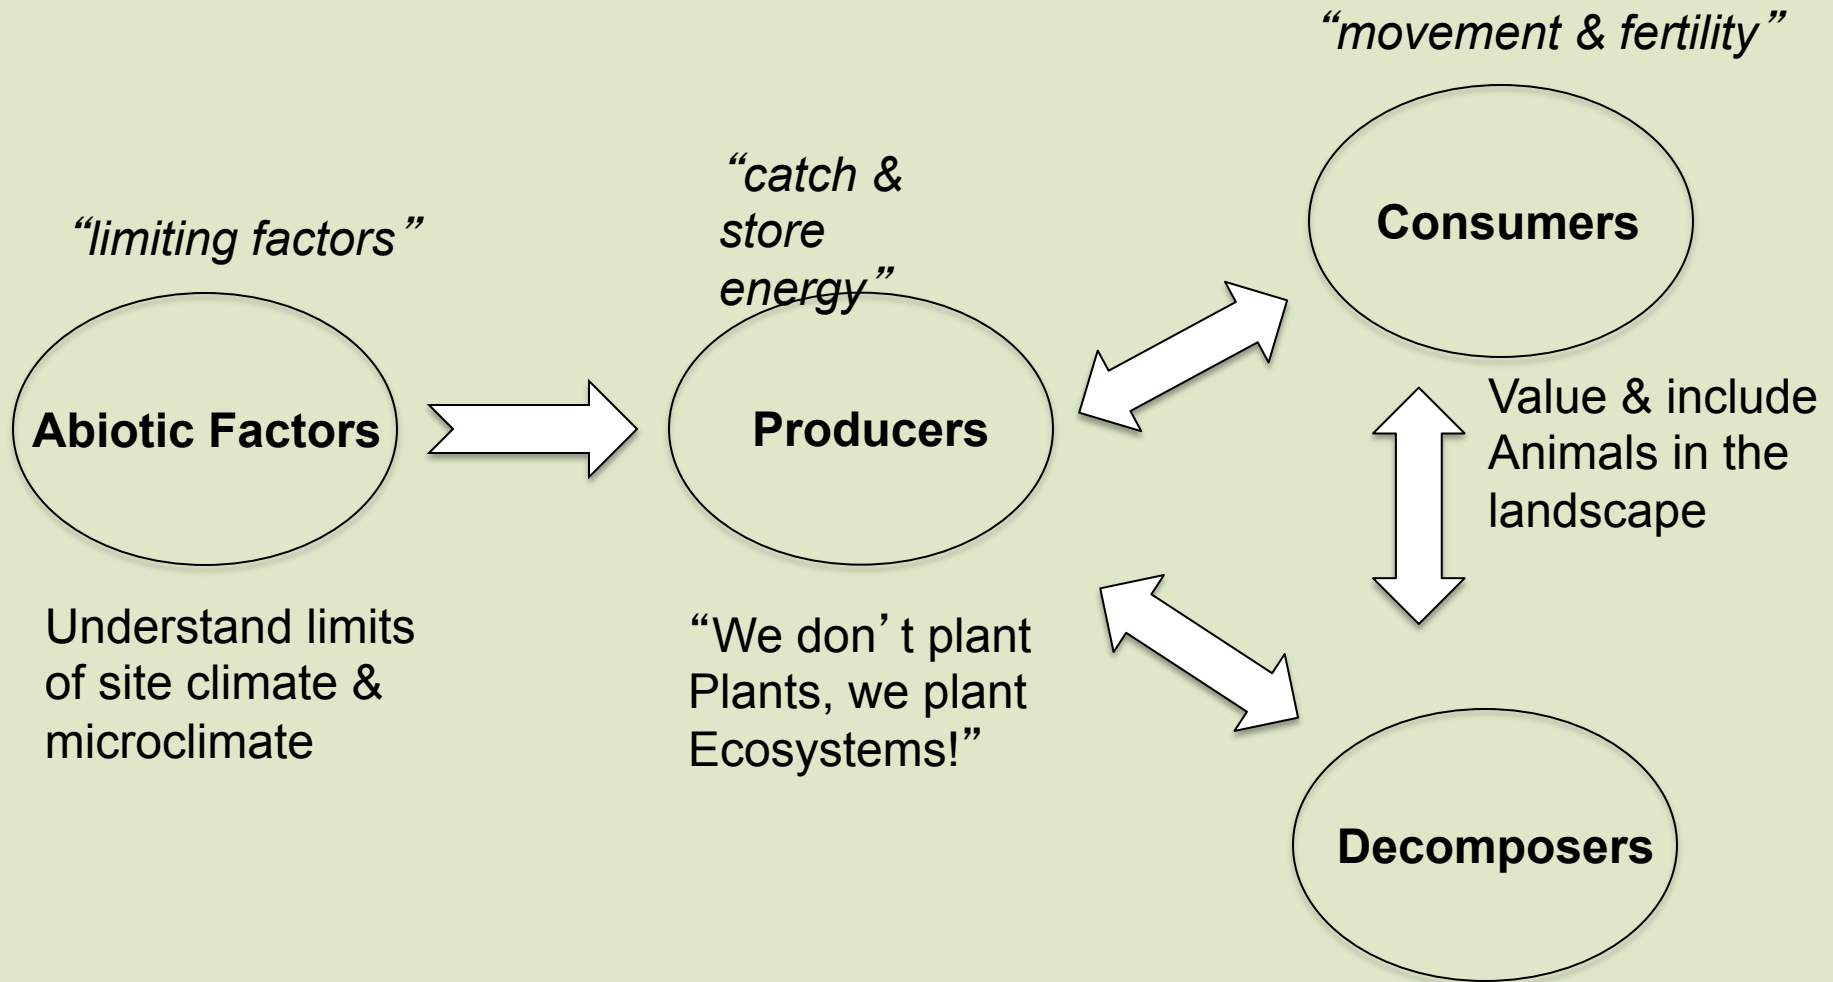 “movement & fertility”
“catch &
store
energy”
“limiting factors”
Consumers
Abiotic Factors
Producers
Value & include
Animals in the
landscape
Understand limits
of site climate &
microclimate
“We don’t plant
Plants, we plant
Ecosystems!”
Decomposers